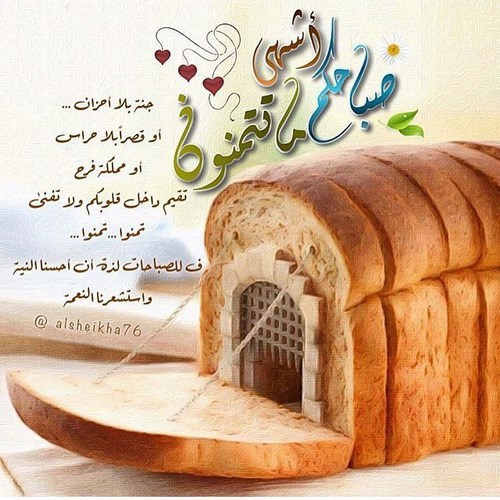 صباحكم أشهى
ما تتمنون
جنة بلا أحزان ...
أو قصراً بلا حراس
أو مملكة فرح
تقيم داخل قلوبكم ولا تفنى
تمنوا...تمنوا...
ف للصباحات لذة أن أحسنا النية
واستشعرنا النعمة
@ alsheikha76